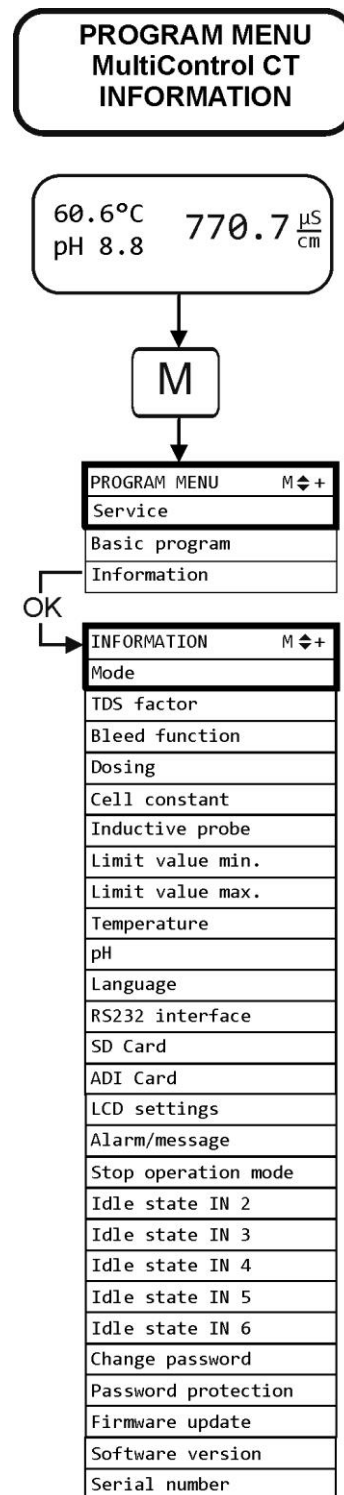 PROGRAM MENU
MultiControl CT
INFORMATION
60.6°C 770.7 µS/cm
pH 8.8
M
PROGRAM MENU M♦+
Service
Basic program
Information
OK
INFORMATION M♦+
Mode
TDS factor
Bleed function
Dosing
Cell constant
Inductive probe
Limit value min.
Limit value max.
Temperature
pH
Language
RS232 interface
SD Card
ADI Card
LCD settings
Alarm/message
Stop operation mode
Idle state IN 2
Idle state IN 3
Idle state IN 4
Idle state IN 5
Idle state IN 6
Change password
Password protection
Firmware update
Software version
Serial number